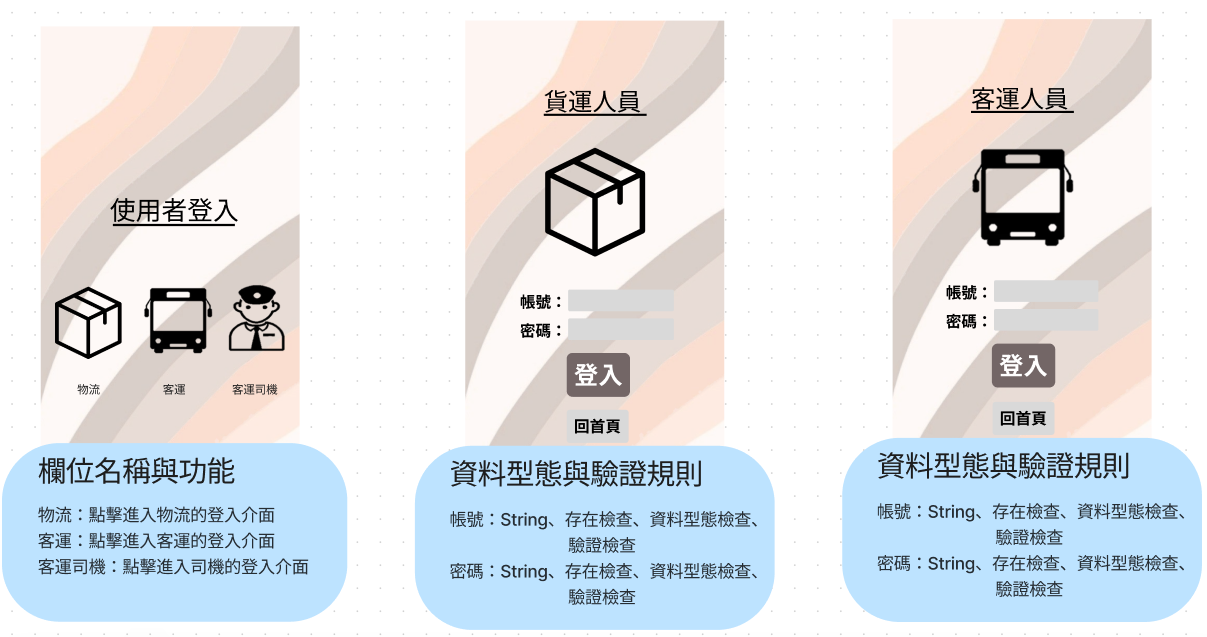 使用者登入
物流
客運
客運司機
欄位名稱與功能
物流：點擊進入物流的登入介面
客運：點擊進入客運的登入介面
客運司機：點擊進入司機的登入介面
貨運人員
帳號：
密碼：
登入
回首頁
資料型態與驗證規則
帳號：String、存在檢查、資料型態檢查、
驗證檢查
密碼：String、存在檢查、資料型態檢查、
驗證檢查
客運人員
帳號：
密碼：
登入
回首頁
資料型態與驗證規則
帳號：String、存在檢查、資料型態檢查、
驗證檢查
密碼：String、存在檢查、資料型態檢查、
驗證檢查